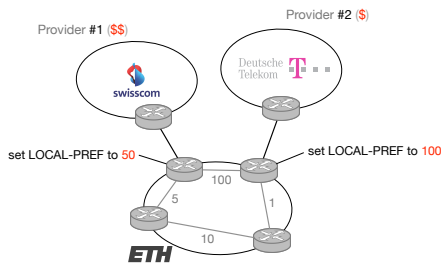 Provider #2 ($)
Provider #1 ($$)
Deutsche
Telekom T
swisscom
set LOCAL-PREF to 50
set LOCAL-PREF to 100
100
5
1
10
ETH